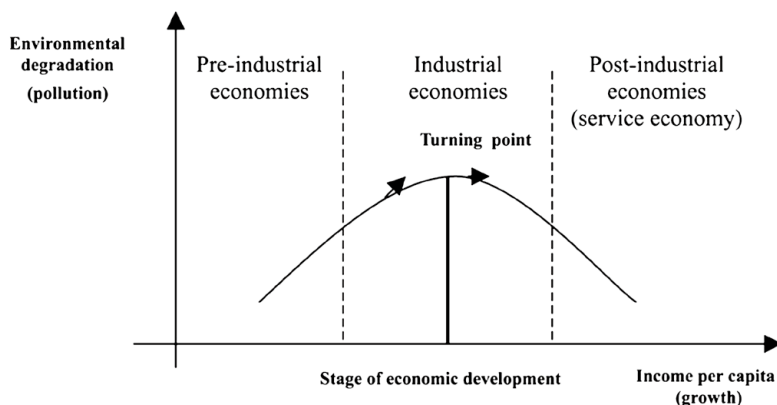 Environmental
degradation
(pollution)
Pre-industrial
economies
Industrial
economies
Post-industrial
economies
(service economy)
Turning point
Stage of economic development
Income per capita
(growth)